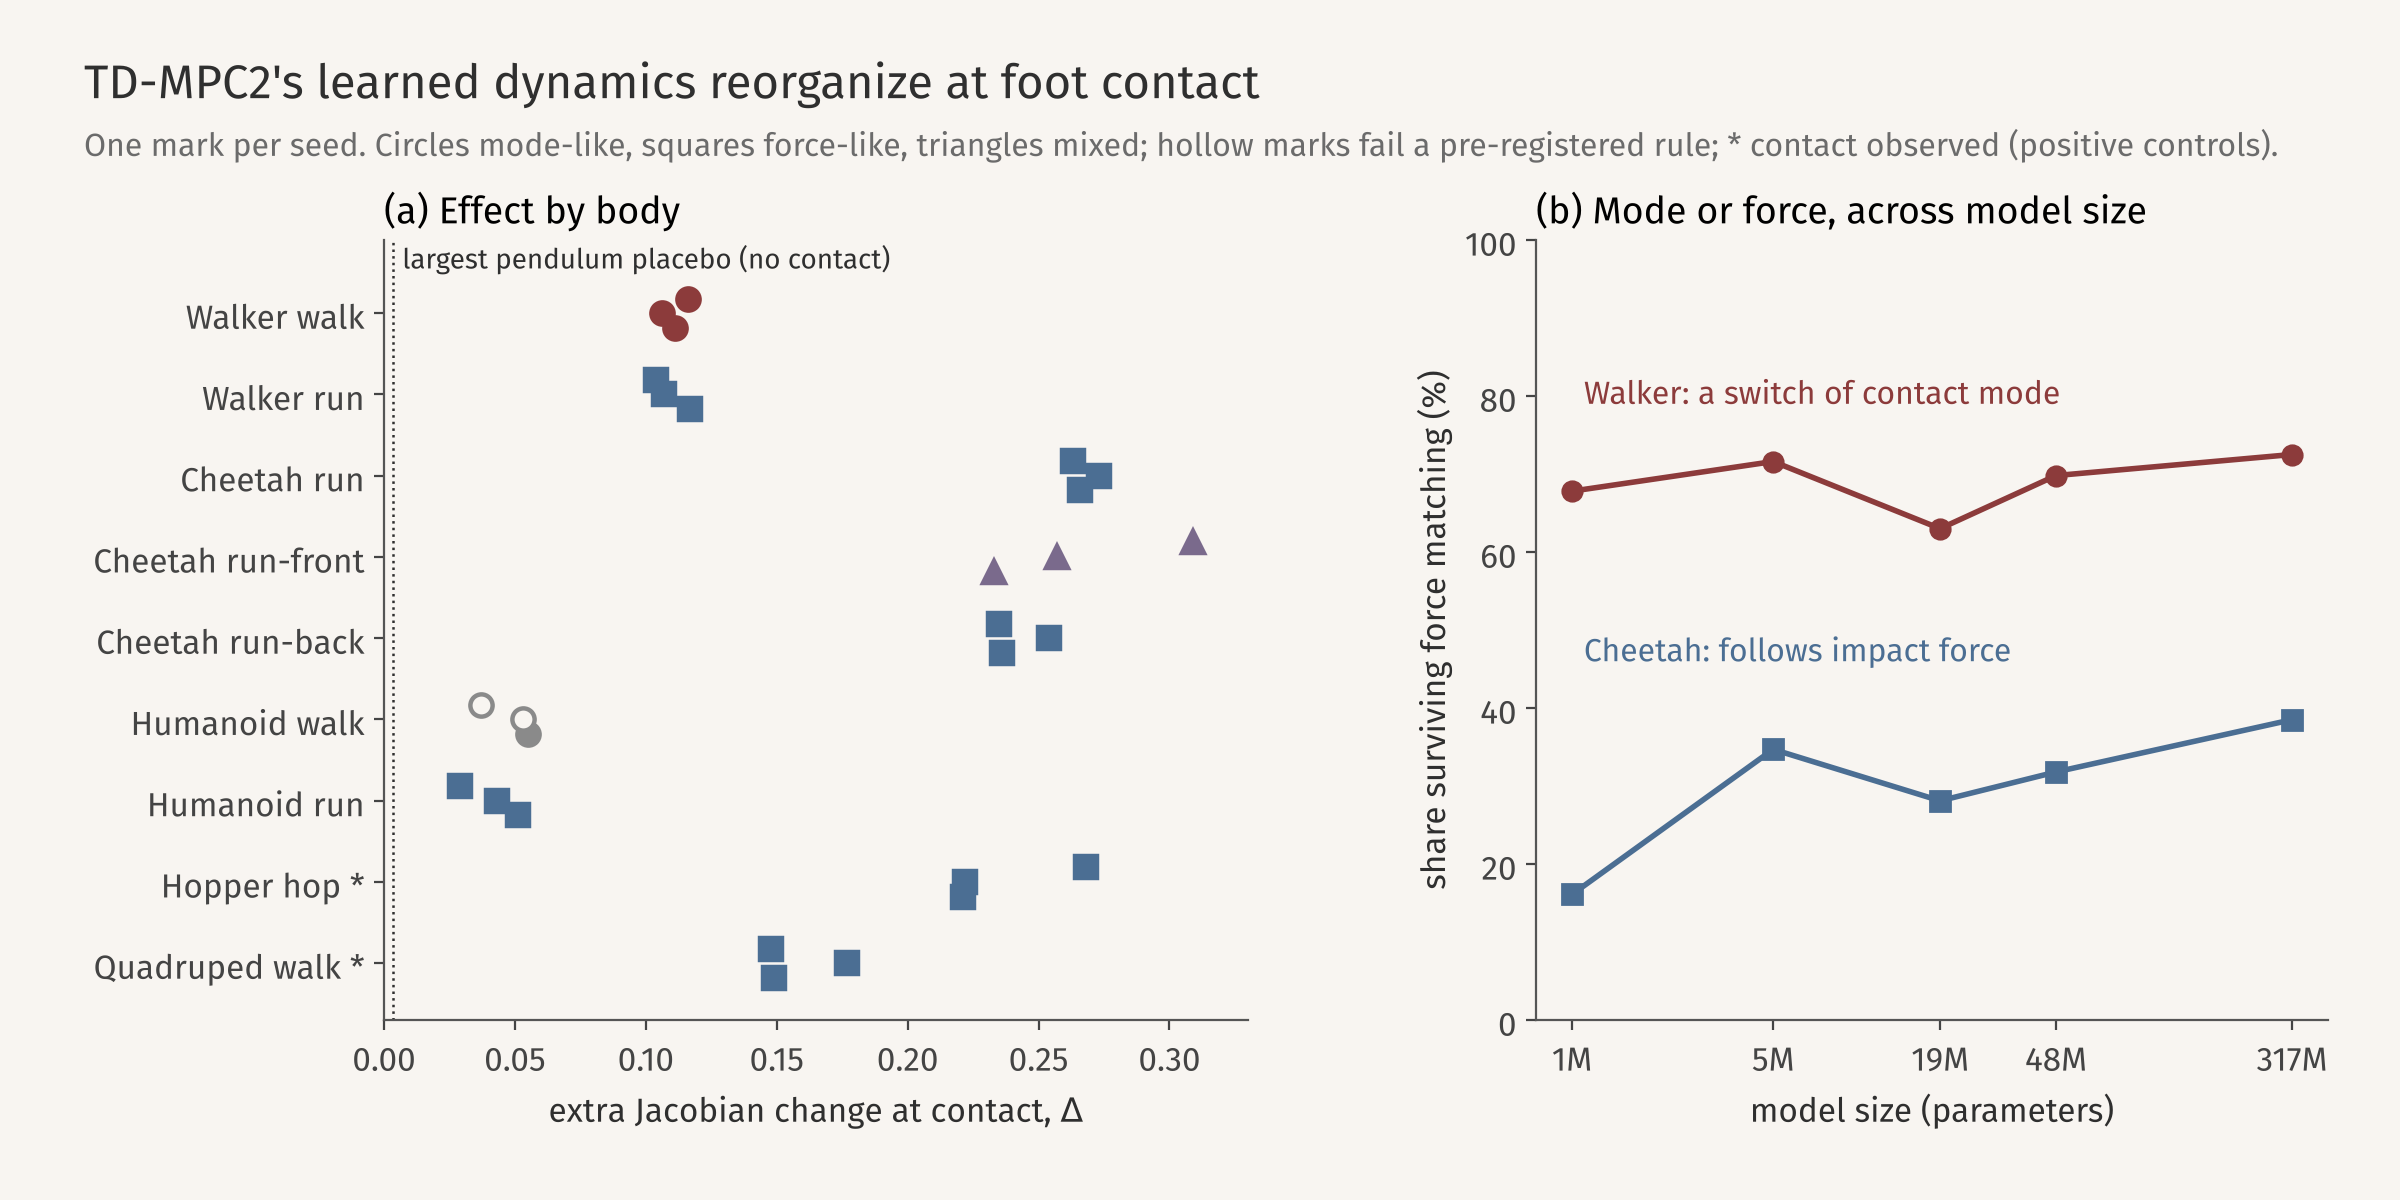 TD-MPC2's learned dynamics reorganize at foot contact
One mark per seed. Circles mode-like, squares force-like, triangles mixed; hollow marks fail a pre-registered rule; * contact observed (positive controls).
(a) Effect by body
largest pendulum placebo (no contact)
Walker walk
Walker run
Cheetah run
Cheetah run-front
Cheetah run-back
Humanoid walk
Humanoid run
Hopper hop *
Quadruped walk *
0.00 0.05 0.10 0.15 0.20 0.25 0.30
extra Jacobian change at contact, Δ
(b) Mode or force, across model size
share surviving force matching (%)
100
80
60
40
20
0
Walker: a switch of contact mode
Cheetah: follows impact force
1M 5M 19M 48M 317M
model size (parameters)